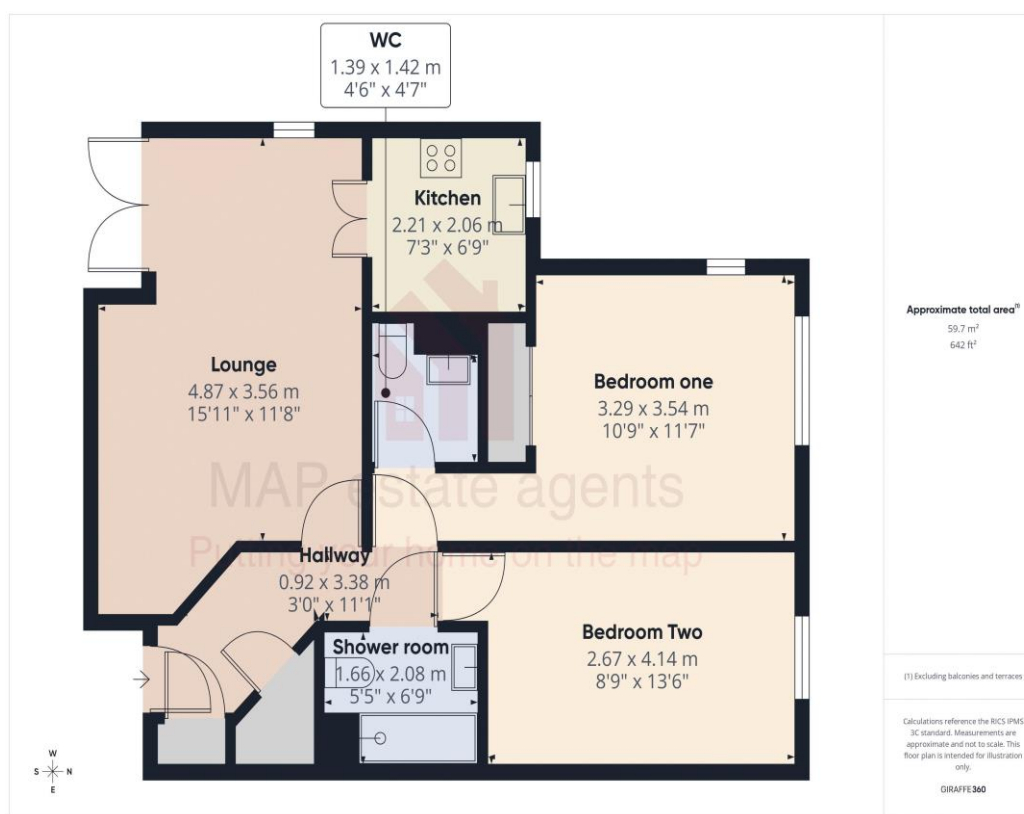 WC
1.39 x 1.42 m
4'6" x 4'7"
Kitchen
2.21 x 2.06 m
7'3" x 6'9"
Lounge
4.87 x 3.56 m
15'11" x 11'8"
Bedroom one
3.29 x 3.54 m
10'9" x 11'7"
MAP estate agents
Putting your home on the map
Hallway
0.92 x 3.38 m
3'0" x 11'1"
Shower room
1.66 x 2.08 m
5'5" x 6'9"
Bedroom Two
2.67 x 4.14 m
8'9" x 13'6"
W
S N
E
Approximate total area(1)
59.7 m²
642 ft²
(1) Excluding balconies and terraces
Calculations reference the RICS IPMS
3C standard. Measurements are
approximate and not to scale. This
floor plan is intended for illustration
only.
GIRAFFE360